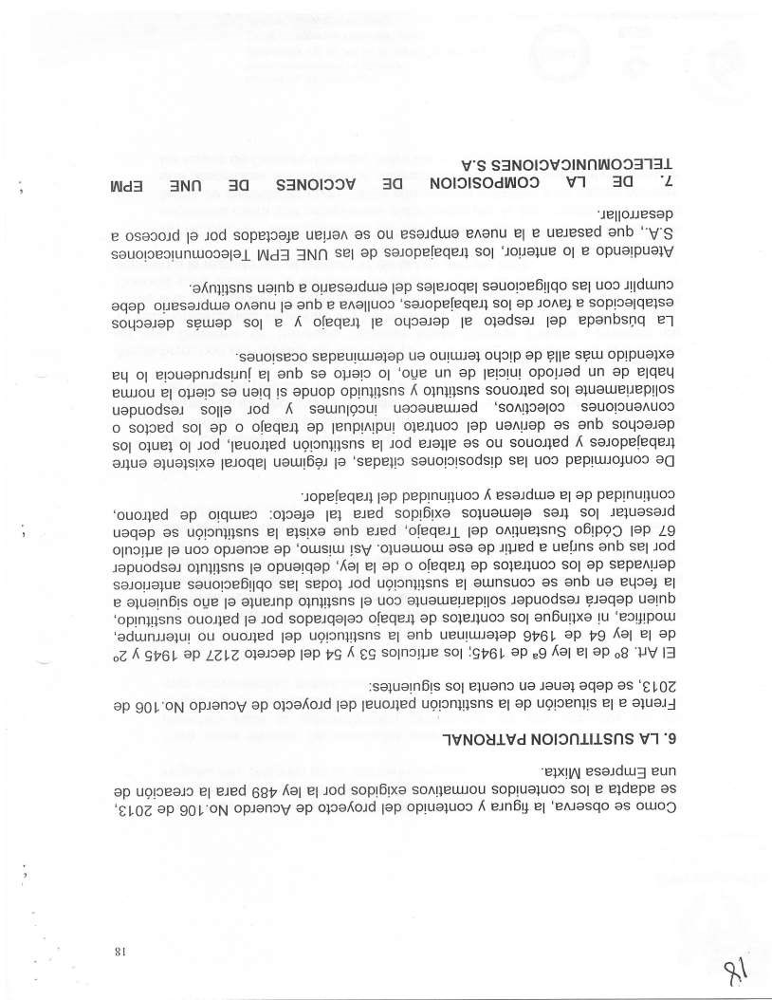 18
18
Como se observa, la figura y contenido del proyecto de Acuerdo No.106 de 2013,
se adapta a los contenidos normativos exigidos por la ley 489 para la creación de
una Empresa Mixta.
6. LA SUSTITUCION PATRONAL
Frente a la situación de la sustitución patronal del proyecto de Acuerdo No.106 de
2013, se debe tener en cuenta los siguientes:
El Art. 8º de la ley 6ª de 1945; los artículos 53 y 54 del decreto 2127 de 1945 y 2º
de la ley 64 de 1946 determinan que la sustitución del patrono no interrumpe,
modifica, ni extingue los contratos de trabajo celebrados por el patrono sustituido,
quien deberá responder solidariamente con el sustituto durante el año siguiente a
la fecha en que se consume la sustitución por todas las obligaciones anteriores
derivadas de los contratos de trabajo o de la ley, debiendo el sustituto responder
por las que surjan a partir de ese momento. Así mismo, de acuerdo con el artículo
67 del Código Sustantivo del Trabajo, para que exista la sustitución se deben
presentar los tres elementos exigidos para tal efecto: cambio de patrono,
continuidad de la empresa y continuidad del trabajador.
De conformidad con las disposiciones citadas, el régimen laboral existente entre
trabajadores y patronos no se altera por la sustitución patronal, por lo tanto los
derechos que se deriven del contrato individual de trabajo o de los pactos o
convenciones colectivos, permanecen incólumes y por ellos responden
solidariamente los patronos sustituto y sustituido donde si bien es cierto la norma
habla de un periodo inicial de un año, lo cierto es que la jurisprudencia lo ha
extendido más allá de dicho termino en determinadas ocasiones.
La búsqueda del respeto al derecho al trabajo y a los demás derechos
establecidos a favor de los trabajadores, conlleva a que el nuevo empresario debe
cumplir con las obligaciones laborales del empresario a quien sustituye.
Atendiendo a lo anterior, los trabajadores de las UNE EPM Telecomunicaciones
S.A., que pasaran a la nueva empresa no se verían afectados por el proceso a
desarrollar.
7. DE LA COMPOSICION DE ACCIONES DE UNE EPM
TELECOMUNICACIONES S.A